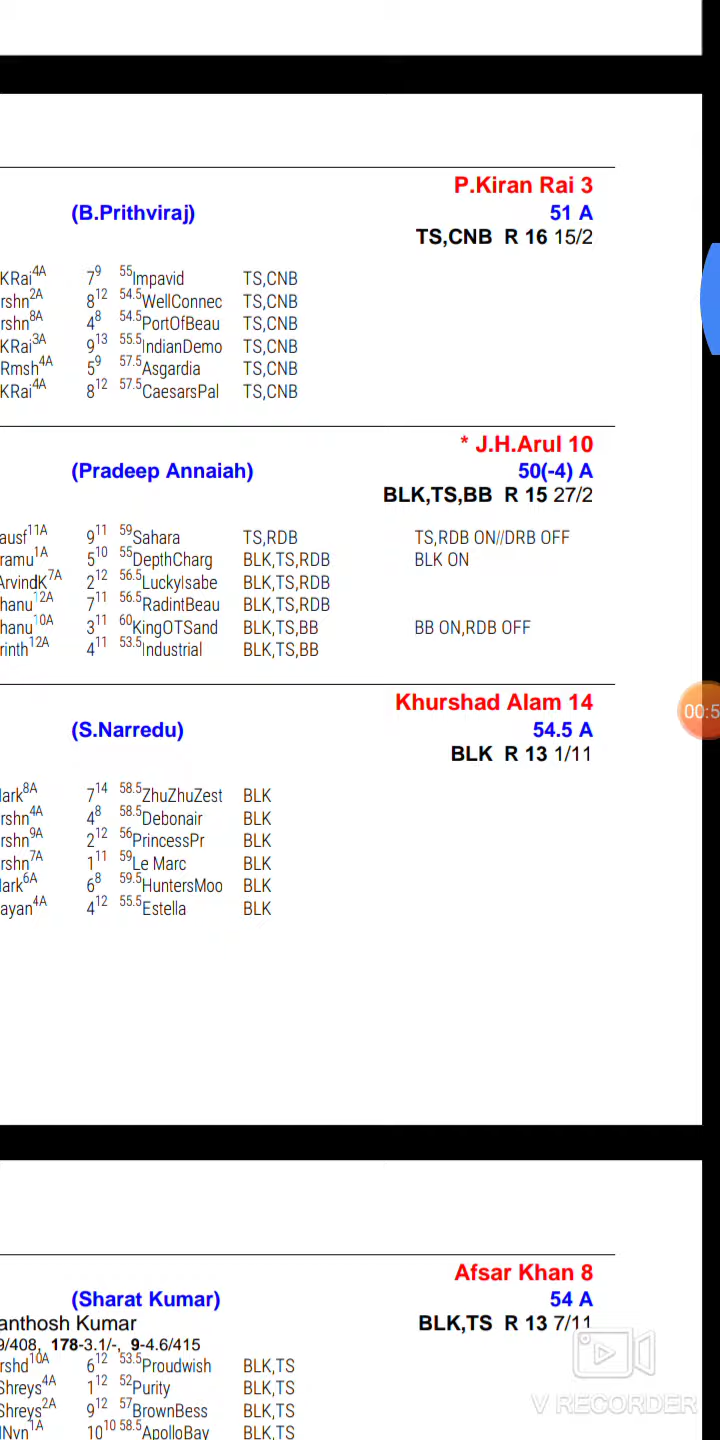 P.Kiran Rai 3
(B.Prithviraj) 51 A
TS,CNB R 16 15/2
KRai4A 79 55Impavid TS,CNB
rshn2A 812 54.5WellConnec TS,CNB
rshn8A 48 54.5PortOfBeau TS,CNB
KRai3A 913 55.5IndianDemo TS,CNB
Rmsh4A 59 57.5Asgardia TS,CNB
KRai4A 812 57.5CaesarsPal TS,CNB
* J.H.Arul 10
(Pradeep Annaiah) 50(-4) A
BLK,TS,BB R 15 27/2
ausf11A 911 59Sahara TS,RDB TS,RDB ON//DRB OFF
ramu1A 510 55DepthCharg BLK,TS,RDB BLK ON
ArvindK7A 212 56.5LuckyIsabe BLK,TS,RDB
hanu12A 711 56.5RadintBeau BLK,TS,RDB
hanu10A 311 60KingOTSand BLK,TS,BB BB ON,RDB OFF
rinth12A 411 53.5Industrial BLK,TS,BB
Khurshad Alam 14
(S.Narredu) 54.5 A
BLK R 13 1/11
ark8A 714 58.5ZhuZhuZest BLK
rshn4A 48 58.5Debonair BLK
rshn9A 212 56PrincessPr BLK
rshn7A 111 59Le Marc BLK
ark6A 68 59.5HuntersMoo BLK
ayan4A 412 55.5Estella BLK
00:5
Afsar Khan 8
(Sharat Kumar) 54 A
anthosh Kumar BLK,TS R 13 7/11
9/408, 178-3.1/-, 9-4.6/415
rshd10A 612 53.5Proudwish BLK,TS
Shreys4A 112 52Purity BLK,TS
Shreys2A 912 57BrownBess BLK,TS
INyn1A 1010 58.5ApolloBay BLK,TS
V RECORDER